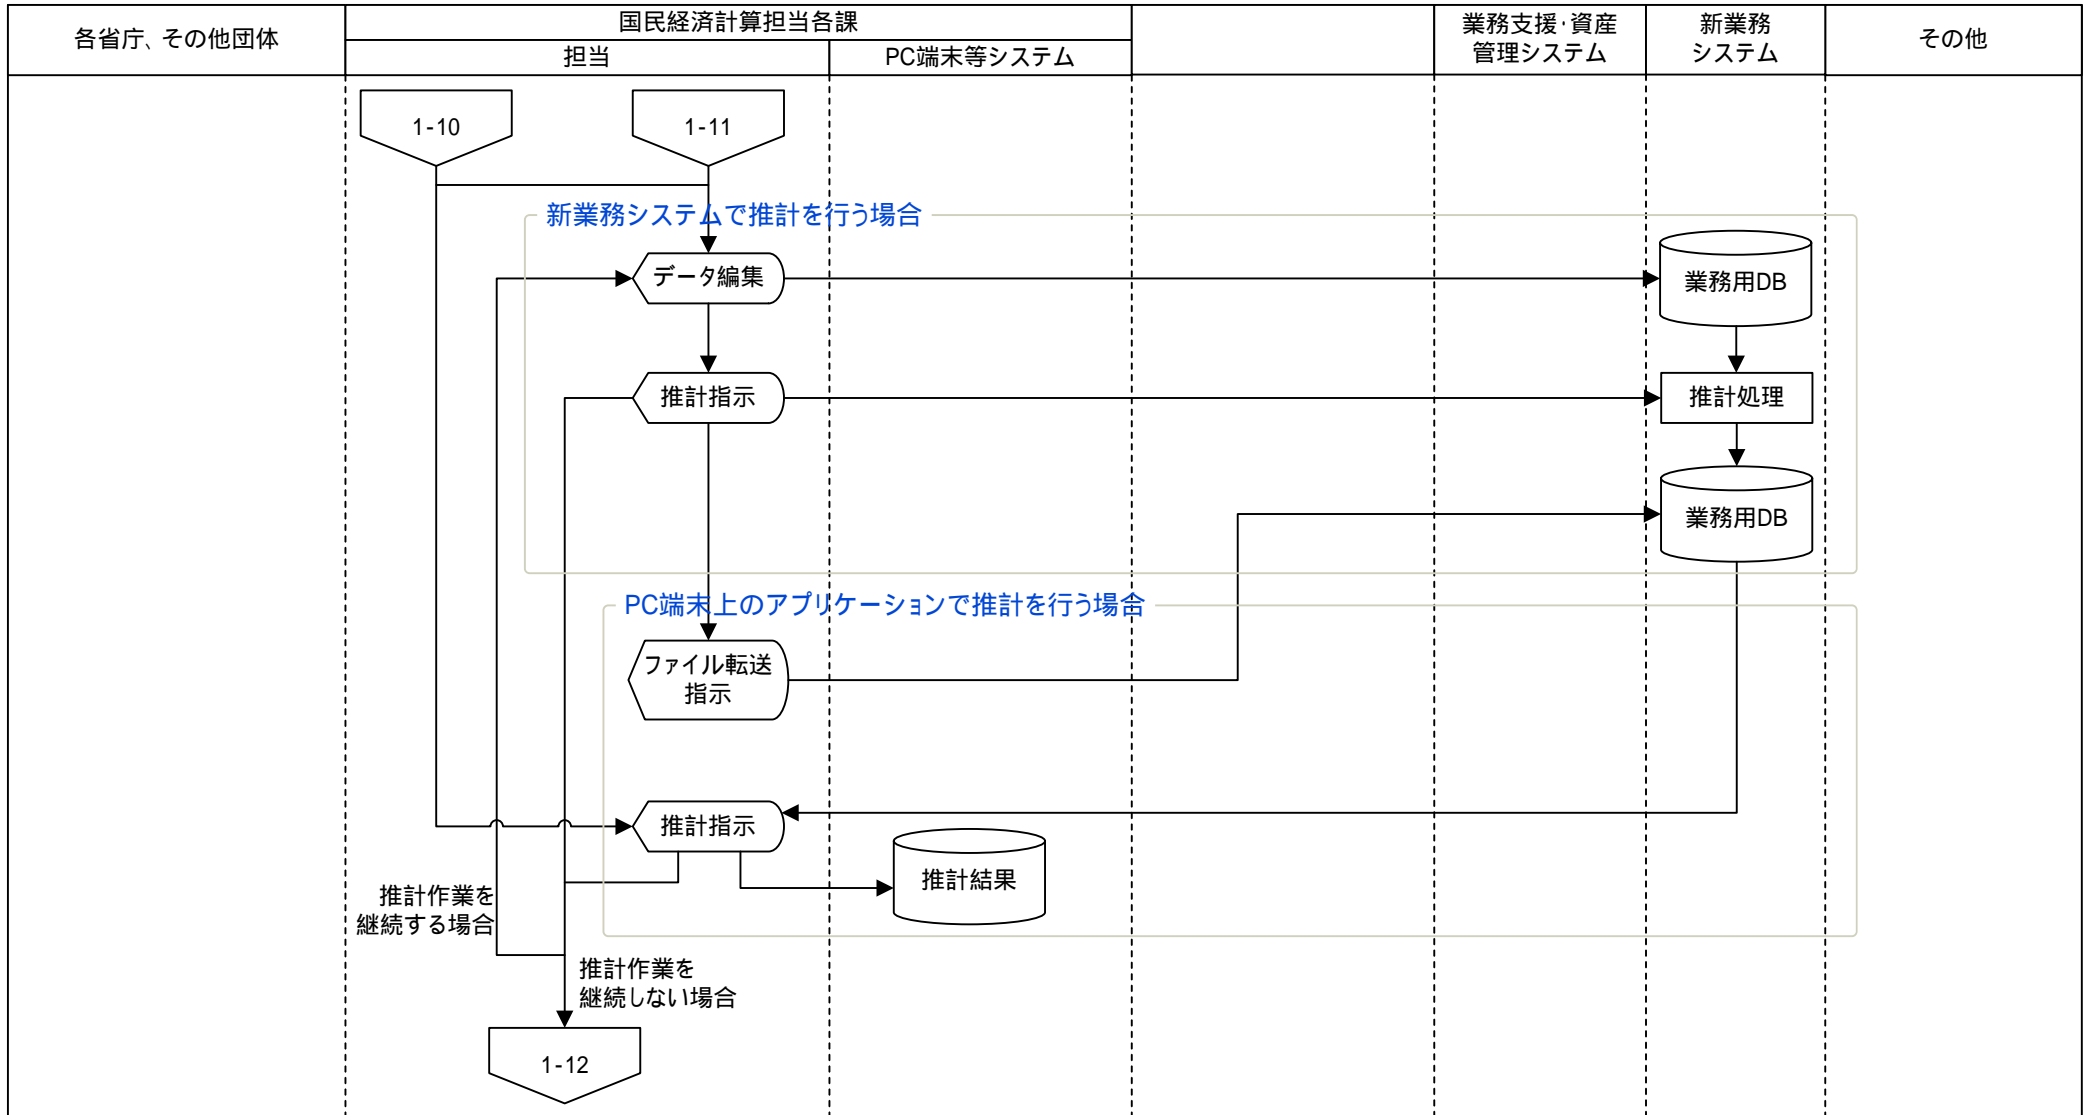 各省庁、その他団体
国民経済計算担当各課
担当
PC端末等システム
業務支援・資産
管理システム
新業務
システム
その他
1-10
1-11
新業務システムで推計を行う場合
データ編集
業務用DB
推計指示
推計処理
業務用DB
PC端末上のアプリケーションで推計を行う場合
ファイル転送
指示
推計指示
推計結果
推計作業を
継続する場合
推計作業を
継続しない場合
1-12